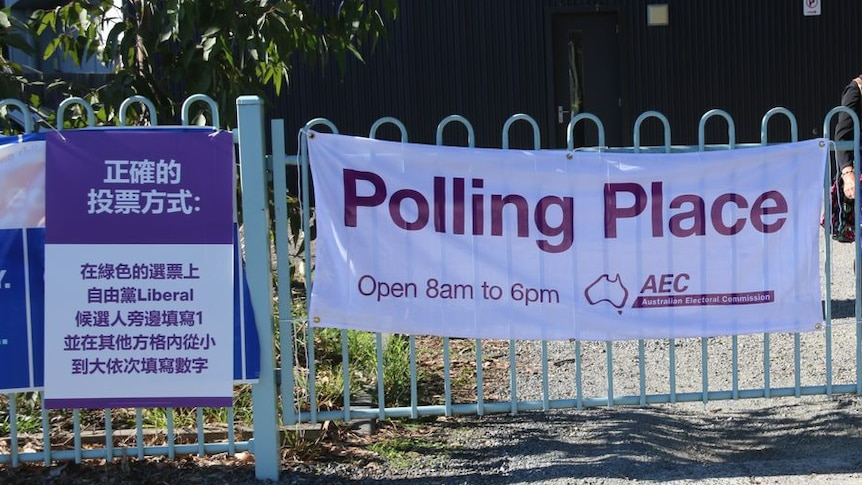 正確的
投票方式:
在綠色的選票上
自由黨Liberal
候選人旁邊填寫1
並在其他方格內從小
到大依次填寫數字
Polling Place
Open 8am to 6pm
AEC
Australian Electoral Commission